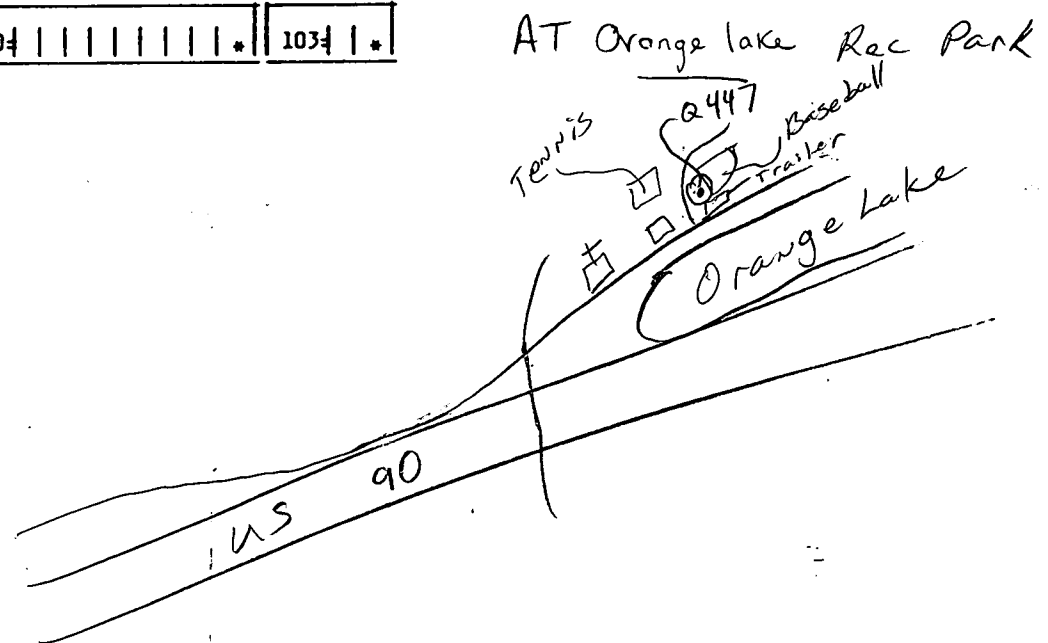 103
AT Orange lake Rec Park
Q447
Tennis
Baseball
Trailer
Orange Lake
US 90